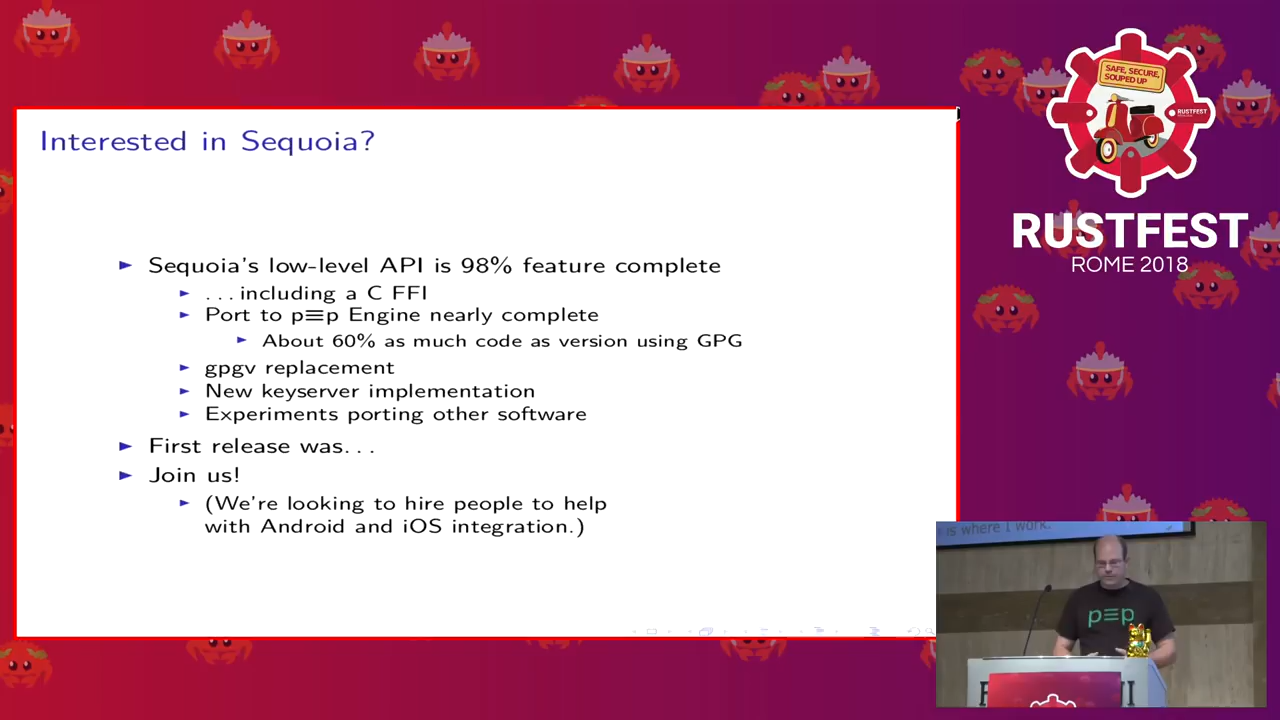 Interested in Sequoia?
► Sequoia's low-level API is 98% feature complete
► ...including a C FFI
► Port to p≡p Engine nearly complete
► About 60% as much code as version using GPG
► gpgv replacement
► New keyserver implementation
► Experiments porting other software
► First release was...
► Join us!
► (We're looking to hire people to help
with Android and iOS integration.)
SAFE, SECURE,
SOUPED UP
RUSTFEST
RUSTFEST
ROME 2018
is where I work.
p≡p